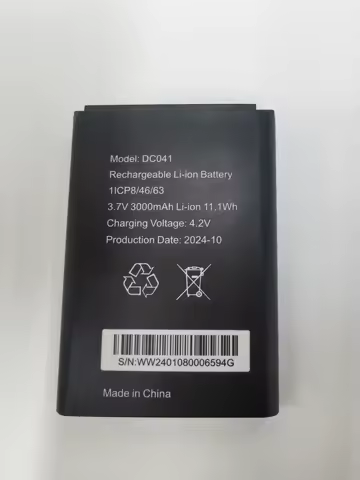 Model: DC041
Rechargeable Li-ion Battery
1ICP8/46/63
3.7V 3000mAh Li-ion 11.1Wh
Charging Voltage: 4.2V
Production Date: 2024-10
S/N:WW2401080006594G
Made in China